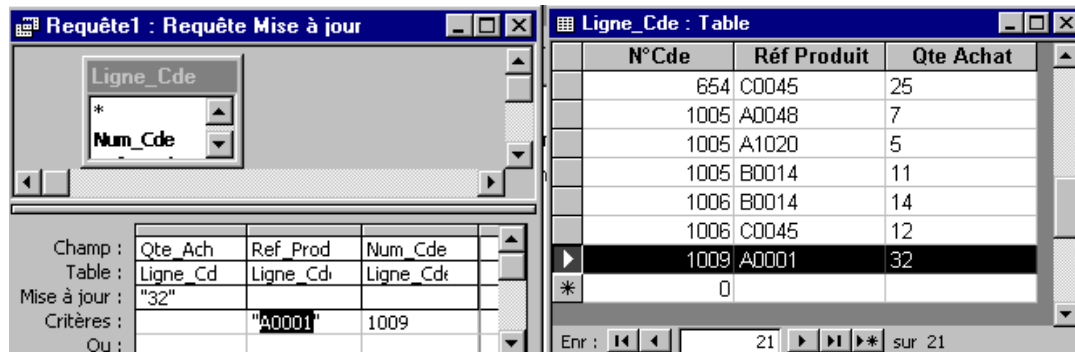 Requête1 : Requête Mise à jour
Ligne_Cde
*
Num_Cde
Champ : Qte_Ach Ref_Prod Num_Cde
Table : Ligne_Cd Ligne_Cd Ligne_Cde
Mise à jour : "32"
Critères : "A0001" 1009
Ou :
Ligne_Cde : Table
N°Cde Réf Produit Qte Achat
654 C0045 25
1005 A0048 7
1005 A1020 5
1005 B0014 11
1006 B0014 14
1006 C0045 12
1009 A0001 32
0
Enr : 21 sur 21